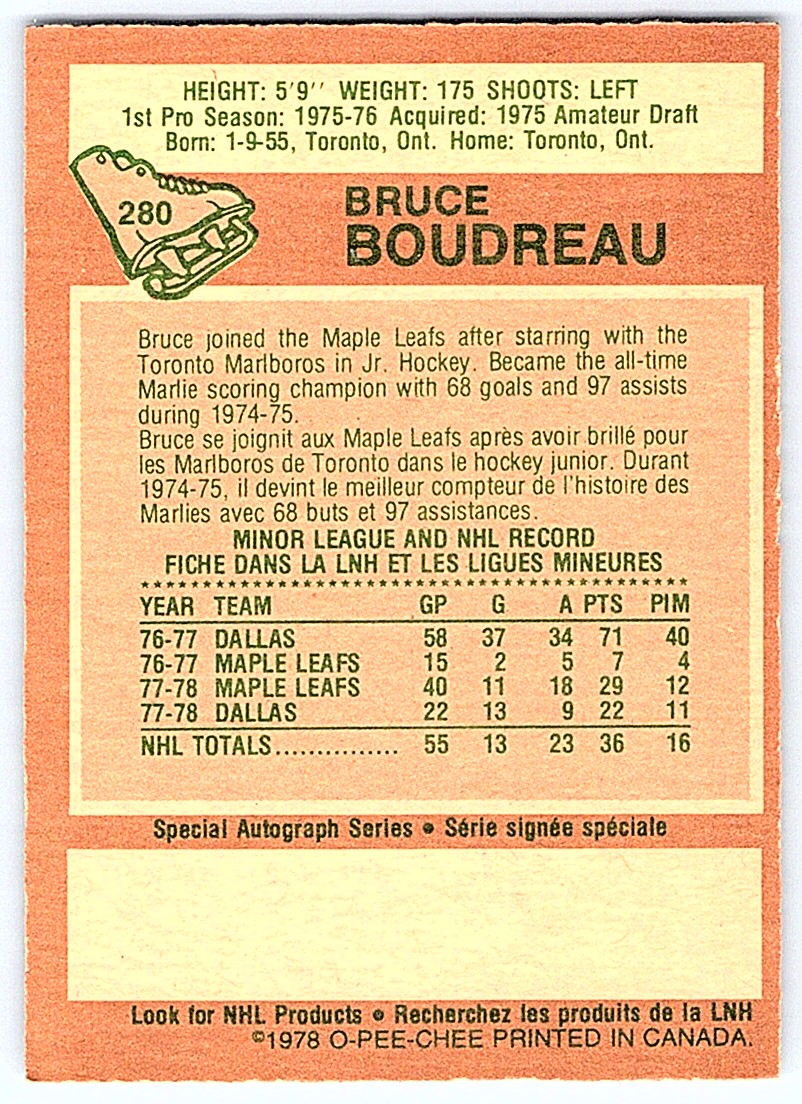 HEIGHT: 5'9'' WEIGHT: 175 SHOOTS: LEFT
1st Pro Season: 1975-76 Acquired: 1975 Amateur Draft
Born: 1-9-55, Toronto, Ont. Home: Toronto, Ont.
280
BRUCE
BOUDREAU
Bruce joined the Maple Leafs after starring with the
Toronto Marlboros in Jr. Hockey. Became the all-time
Marlie scoring champion with 68 goals and 97 assists
during 1974-75.
Bruce se joignit aux Maple Leafs après avoir brillé pour
les Marlboros de Toronto dans le hockey junior. Durant
1974-75, il devint le meilleur compteur de l'histoire des
Marlies avec 68 buts et 97 assistances.
MINOR LEAGUE AND NHL RECORD
FICHE DANS LA LNH ET LES LIGUES MINEURES
YEAR TEAM GP G A PTS PIM
76-77 DALLAS 58 37 34 71 40
76-77 MAPLE LEAFS 15 2 5 7 4
77-78 MAPLE LEAFS 40 11 18 29 12
77-78 DALLAS 22 13 9 22 11
NHL TOTALS............... 55 13 23 36 16
Special Autograph Series • Série signée spéciale
Look for NHL Products • Recherchez les produits de la LNH
©1978 O-PEE-CHEE PRINTED IN CANADA.